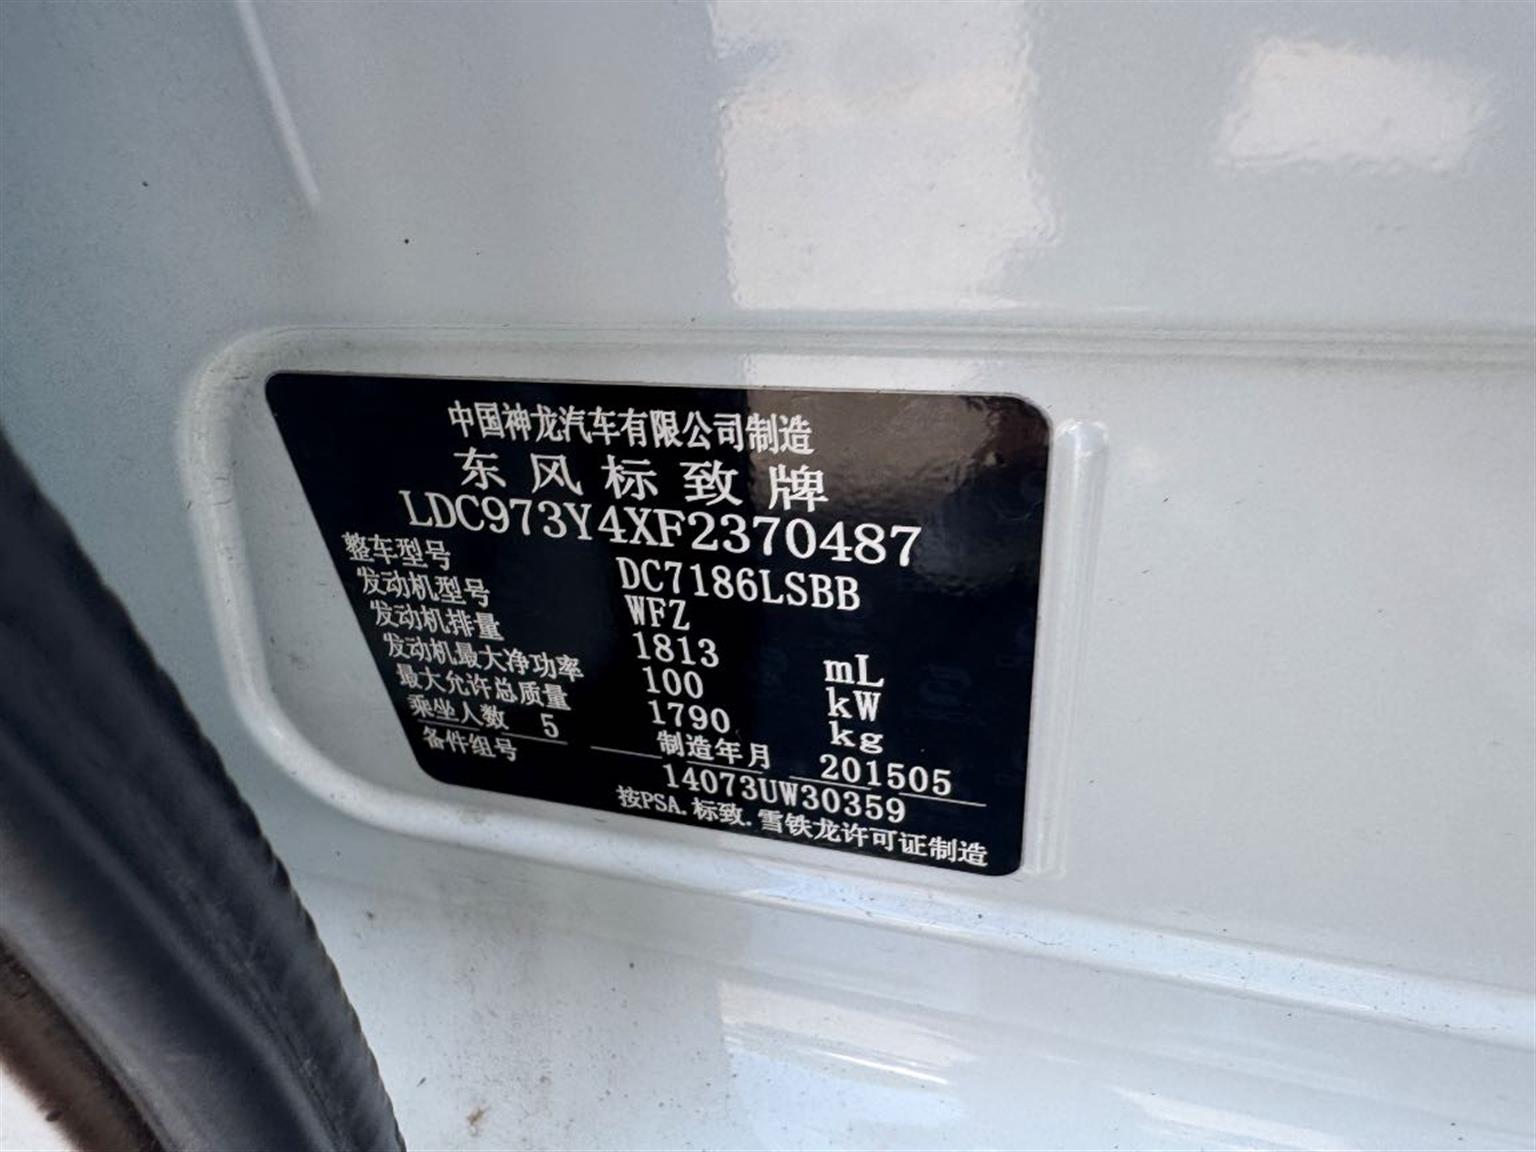 中国神龙汽车有限公司制造
东风标致牌
LDC973Y4XF2370487
整车型号 DC7186LSBB
发动机型号 WFZ
发动机排量 1813 mL
发动机最大净功率 100 kW
最大允许总质量 1790 kg
乘坐人数 5 制造年月 201505
备件组号 14073UW30359
按PSA.标致.雪铁龙许可证制造